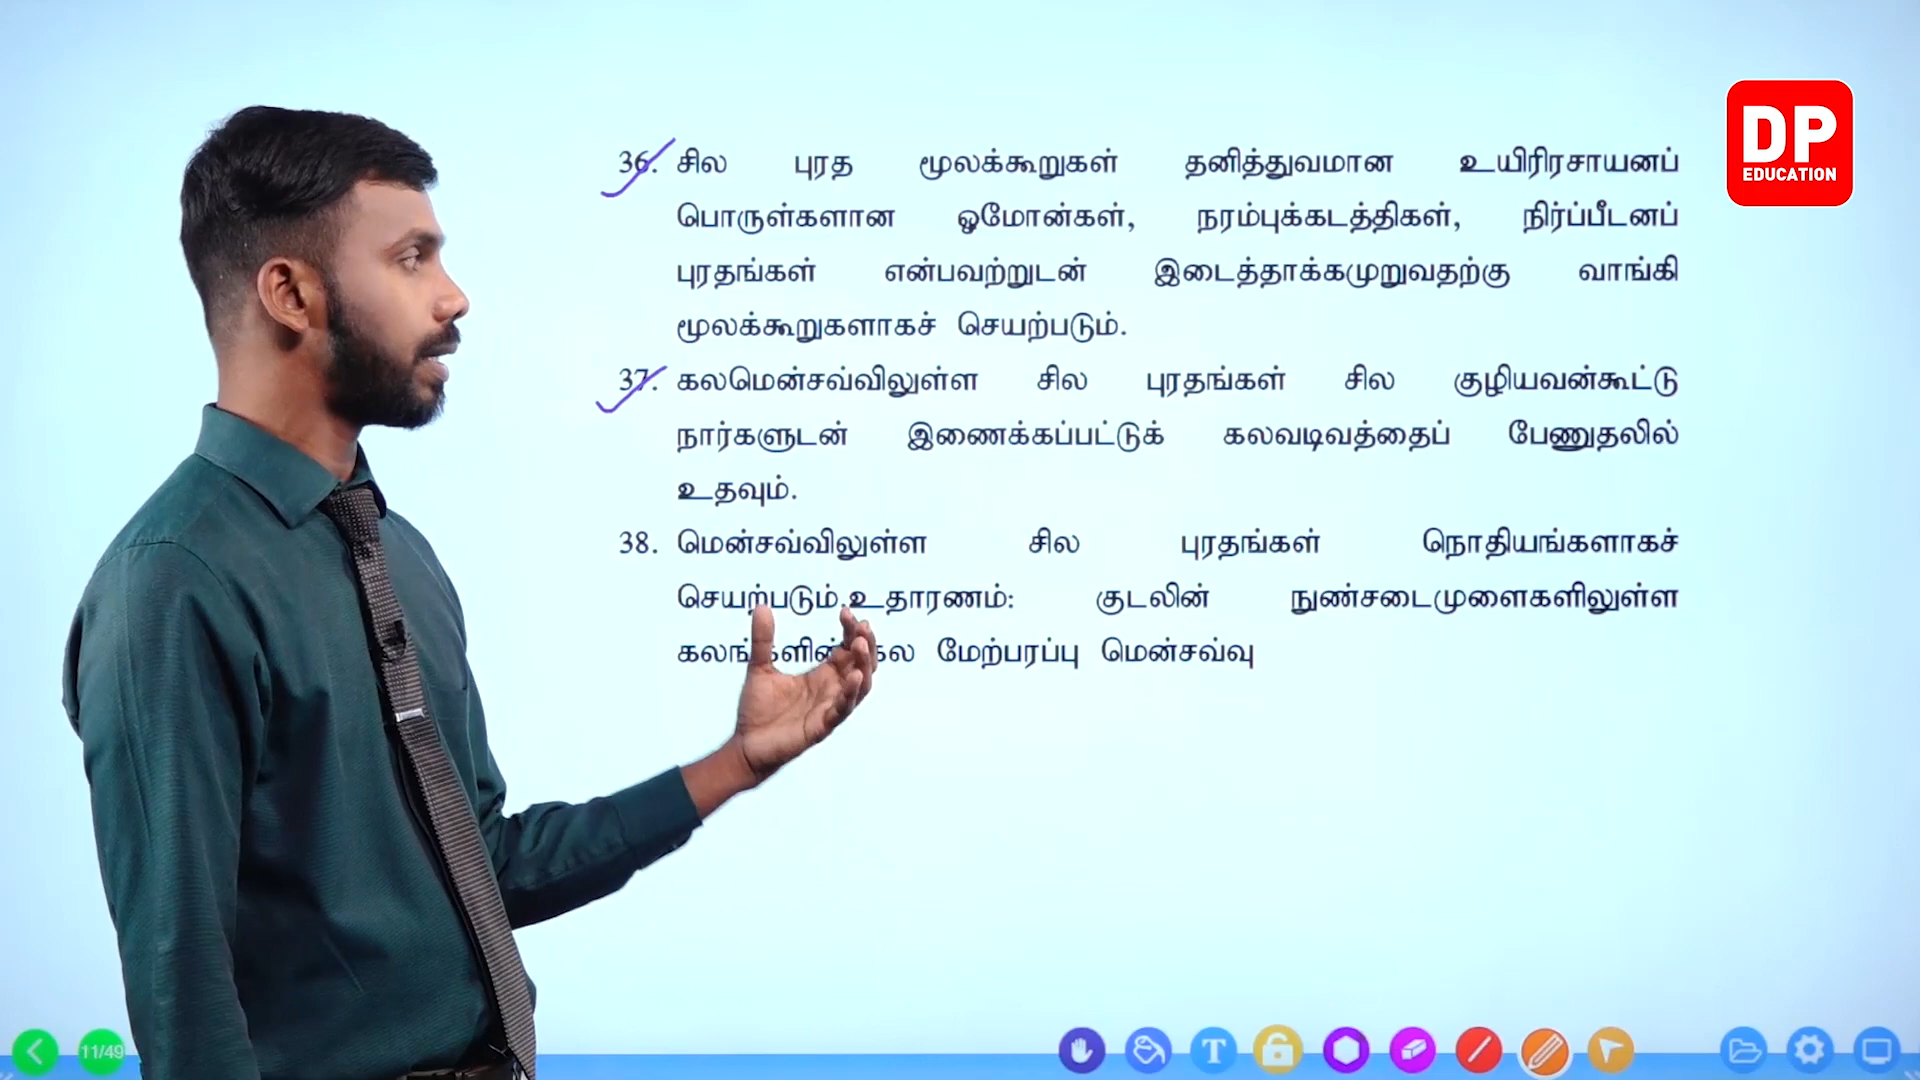 DP
EDUCATION
36. சில புரத மூலக்கூறுகள் தனித்துவமான உயிரிரசாயனப்
பொருள்களான ஓமோன்கள், நரம்புக்கடத்திகள், நிர்ப்பீடனப்
புரதங்கள் என்பவற்றுடன் இடைத்தாக்கமுறுவதற்கு வாங்கி
மூலக்கூறுகளாகச் செயற்படும்.
37. கலமென்சவ்விலுள்ள சில புரதங்கள் சில குழியவன்கூட்டு
நார்களுடன் இணைக்கப்பட்டுக் கலவடிவத்தைப் பேணுதலில்
உதவும்.
38. மென்சவ்விலுள்ள சில புரதங்கள் நொதியங்களாகச்
செயற்படும்.உதாரணம்: குடலின் நுண்சடைமுளைகளிலுள்ள
கலங்களின் கல மேற்பரப்பு மென்சவ்வு
11/49
T